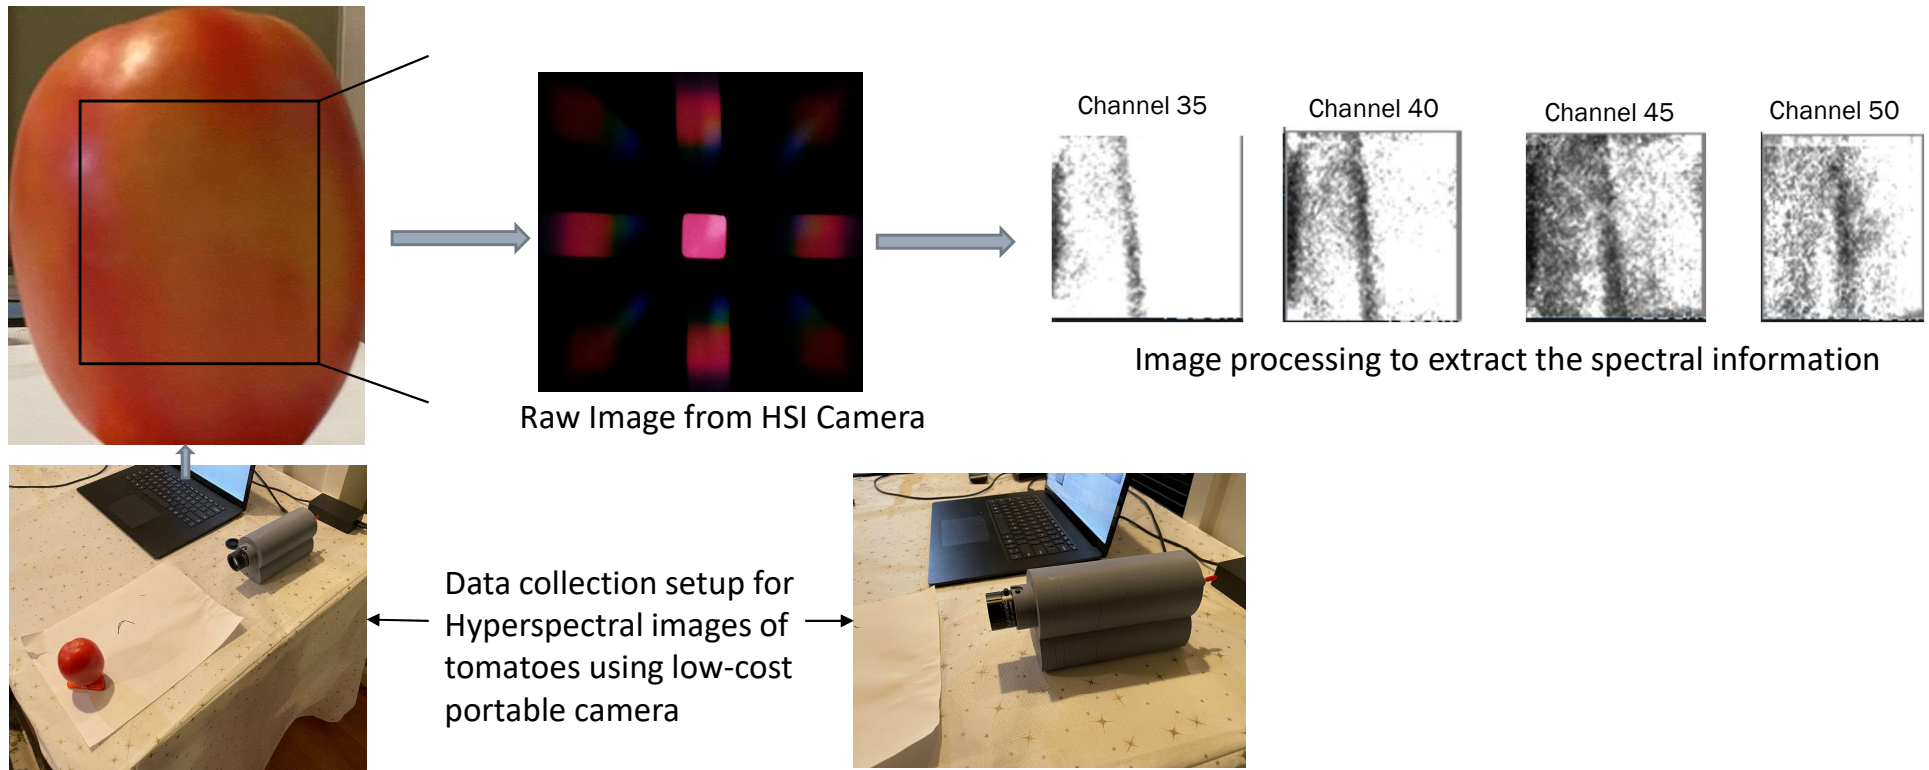 Channel 35
Channel 40
Channel 45
Channel 50
Image processing to extract the spectral information
Raw Image from HSI Camera
Data collection setup for
Hyperspectral images of
tomatoes using low-cost
portable camera